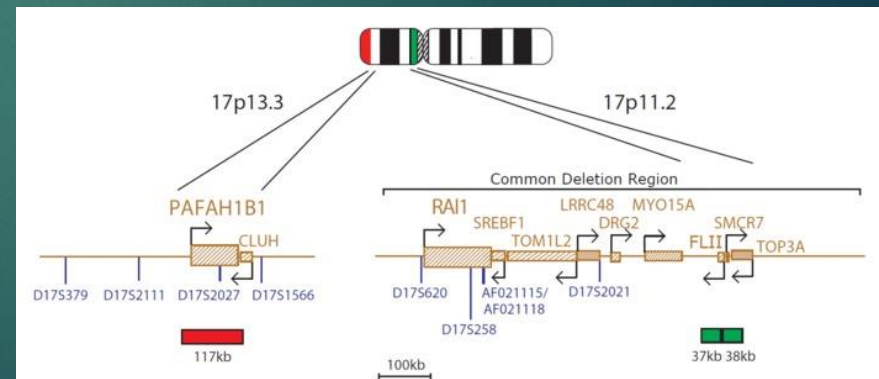 17p13.3
17p11.2
Common Deletion Region
PAFAH1B1
CLUH
D17S379
D17S2111
D17S2027
D17S1566
117kb
RAI1
SREBF1
TOM1L2
LRRC48
DRG2
MYO15A
FLII
SMCR7
TOP3A
D17S620
D17S258
AF021115/
AF021118
D17S2021
37kb 38kb
100kb